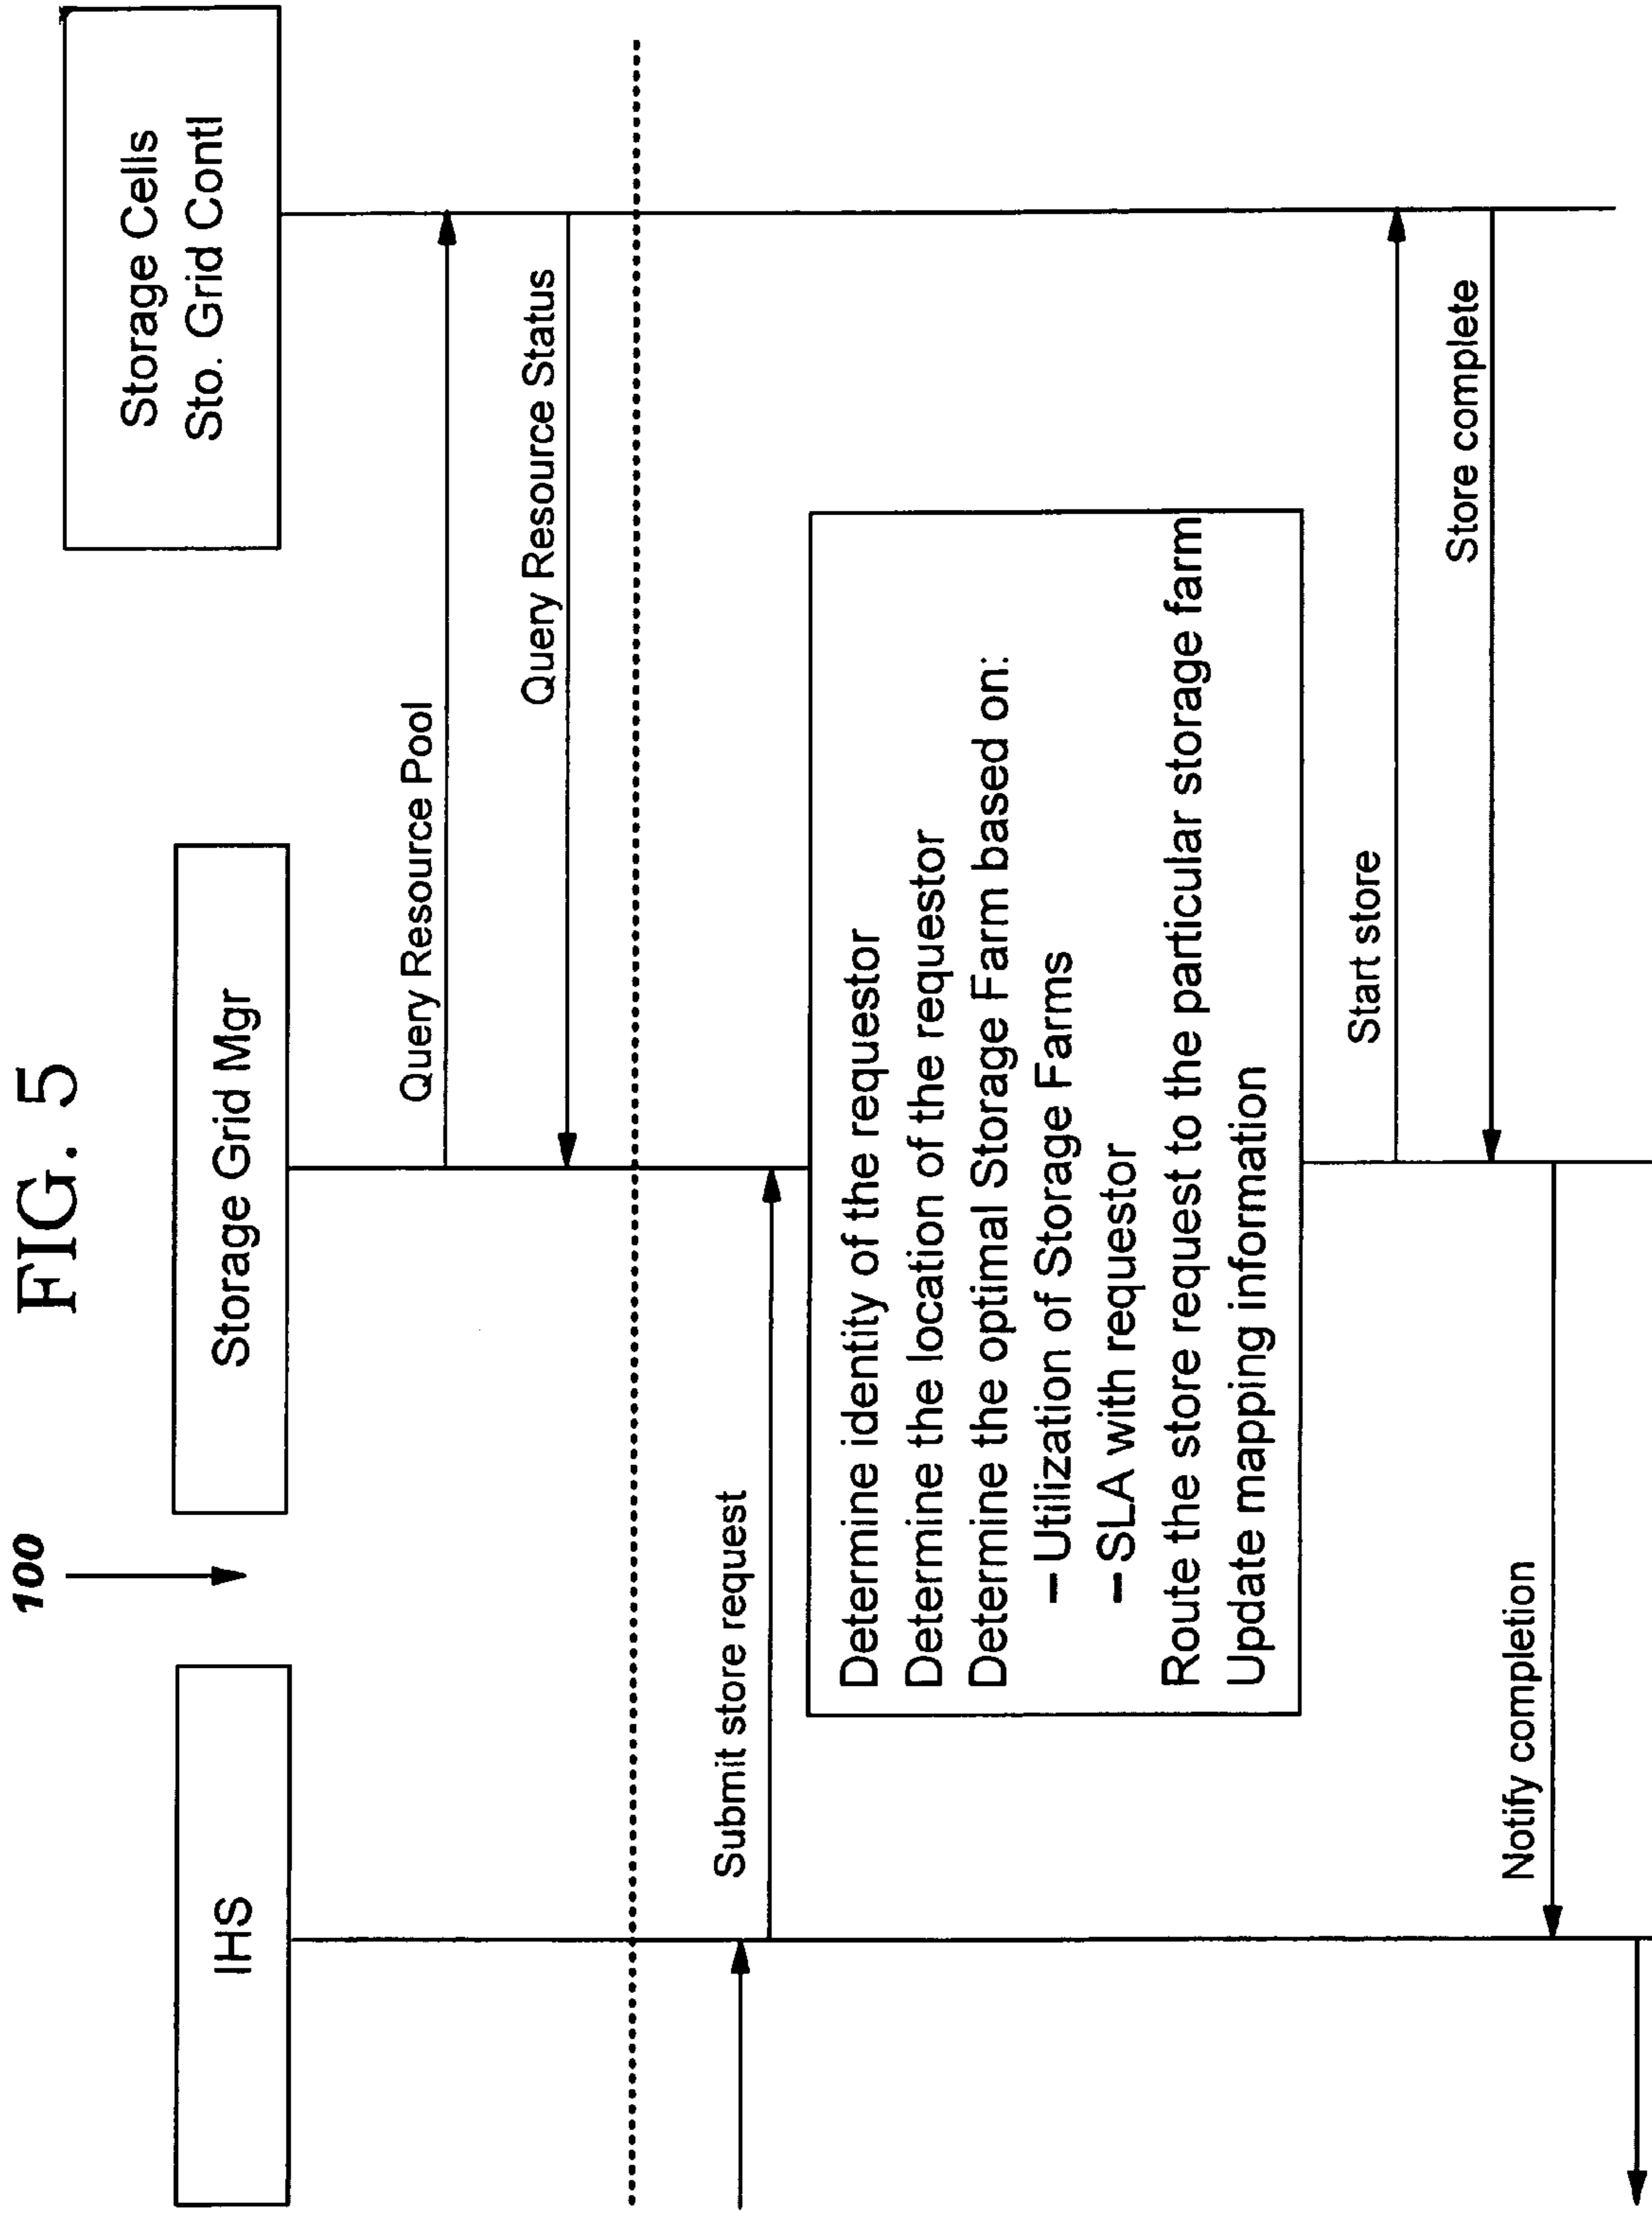 FIG. 5
100
IHS
Storage Grid Mgr
Storage Cells
Sto. Grid Contl
Query Resource Pool
Query Resource Status
Submit store request
Determine identity of the requestor
Determine the location of the requestor
Determine the optimal Storage Farm based on:
– Utilization of Storage Farms
– SLA with requestor
Route the store request to the particular storage farm
Update mapping information
Start store
Store complete
Notify completion